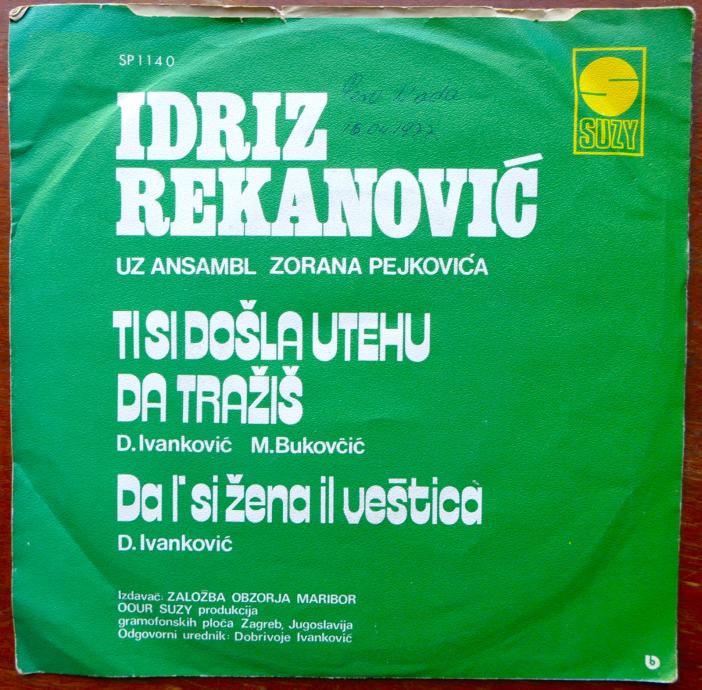 SP 1140
IDRIZ
REKANOVIĆ
SUZY
UZ ANSAMBL ZORANA PEJKOVIĆA
TI SI DOŠLA UTEHU
DA TRAŽIŠ
D. Ivanković M. Bukovčić
Da l' si žena il veštica
D. Ivanković
Izdavač: ZALOŽBA OBZORJA MARIBOR
OOUR SUZY produkcija
gramofonskih ploča Zagreb, Jugoslavija
Odgovorni urednik: Dobrivoje Ivanković
b